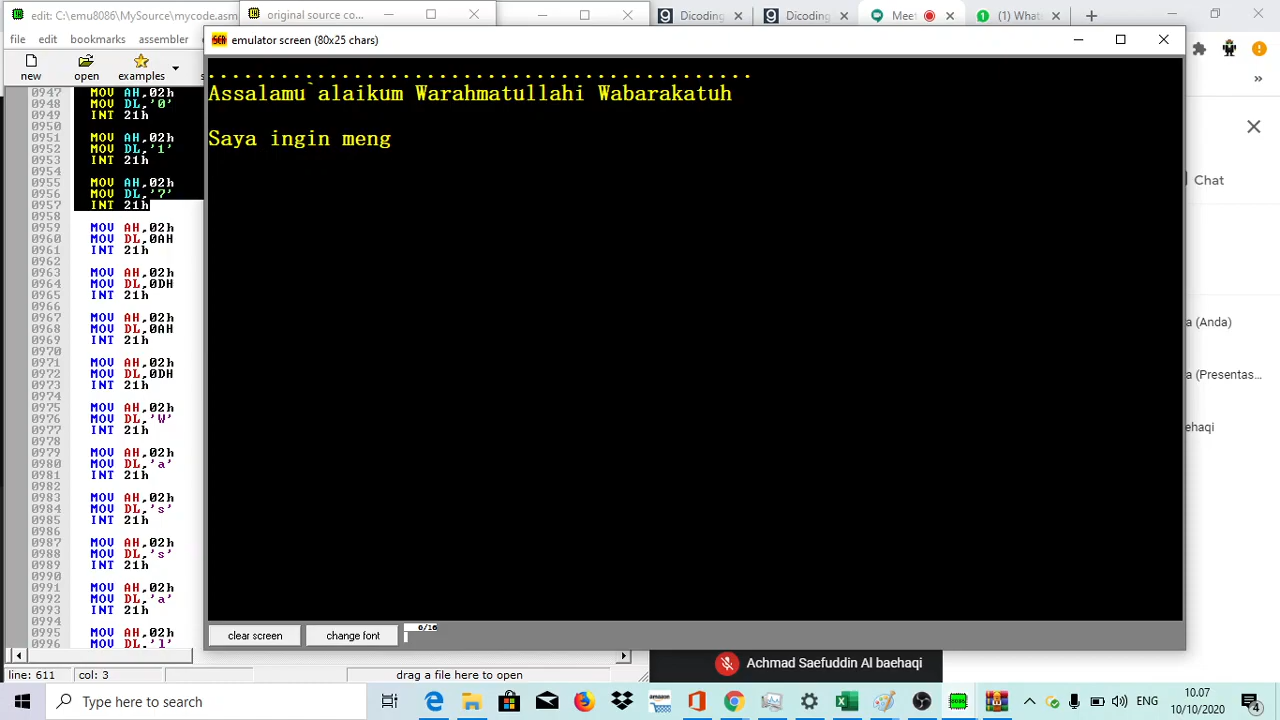 edit: E:\emu8086\MySource\mycode.asm
original source co...
Dicoding
Dicoding
Meet
(1) (What
file edit bookmarks assembler
emulator screen (80x25 chars)
new open examples
............................................
Assalamu`alaikum Warahmatullahi Wabarakatuh
Saya ingin meng
0947 MOV AH,02h
0948 MOV DL,'0'
0949 INT 21h
0950
0951 MOV AH,02h
0952 MOV DL,'1'
0953 INT 21h
0954
0955 MOV AH,02h
0956 MOV DL,'7'
0957 INT 21h
0958
0959 MOV AH,02h
0960 MOV DL,0AH
0961 INT 21h
0962
0963 MOV AH,02h
0964 MOV DL,0DH
0965 INT 21h
0966
0967 MOV AH,02h
0968 MOV DL,0AH
0969 INT 21h
0970
0971 MOV AH,02h
0972 MOV DL,0DH
0973 INT 21h
0974
0975 MOV AH,02h
0976 MOV DL,'W'
0977 INT 21h
0978
0979 MOV AH,02h
0980 MOV DL,'a'
0981 INT 21h
0982
0983 MOV AH,02h
0984 MOV DL,'s'
0985 INT 21h
0986
0987 MOV AH,02h
0988 MOV DL,'s'
0989 INT 21h
0990
0991 MOV AH,02h
0992 MOV DL,'a'
0993 INT 21h
0994
0995 MOV AH,02h
0996 MOV DL,'l'
Chat
a (Anda)
a (Presentas...
ehaqi
clear screen
change font
0/16
Achmad Saefuddin Al baehaqi
line: 611
col: 3
drag a file here to open
Type here to search
ENG
10.07
10/10/2020
4